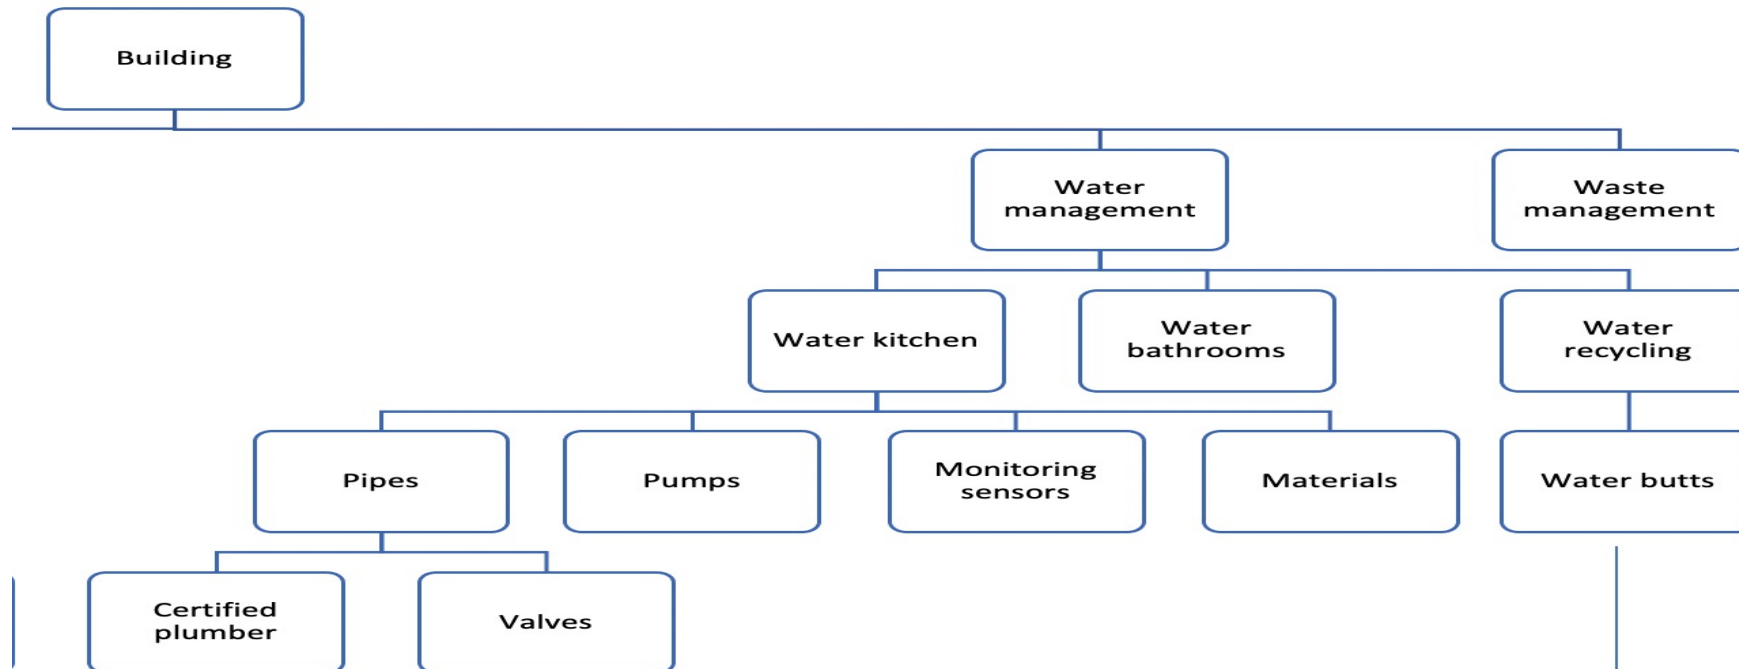 Building
Water
management
Waste
management
Water kitchen
Water
bathrooms
Water
recycling
Pipes
Pumps
Monitoring
sensors
Materials
Water butts
Certified
plumber
Valves